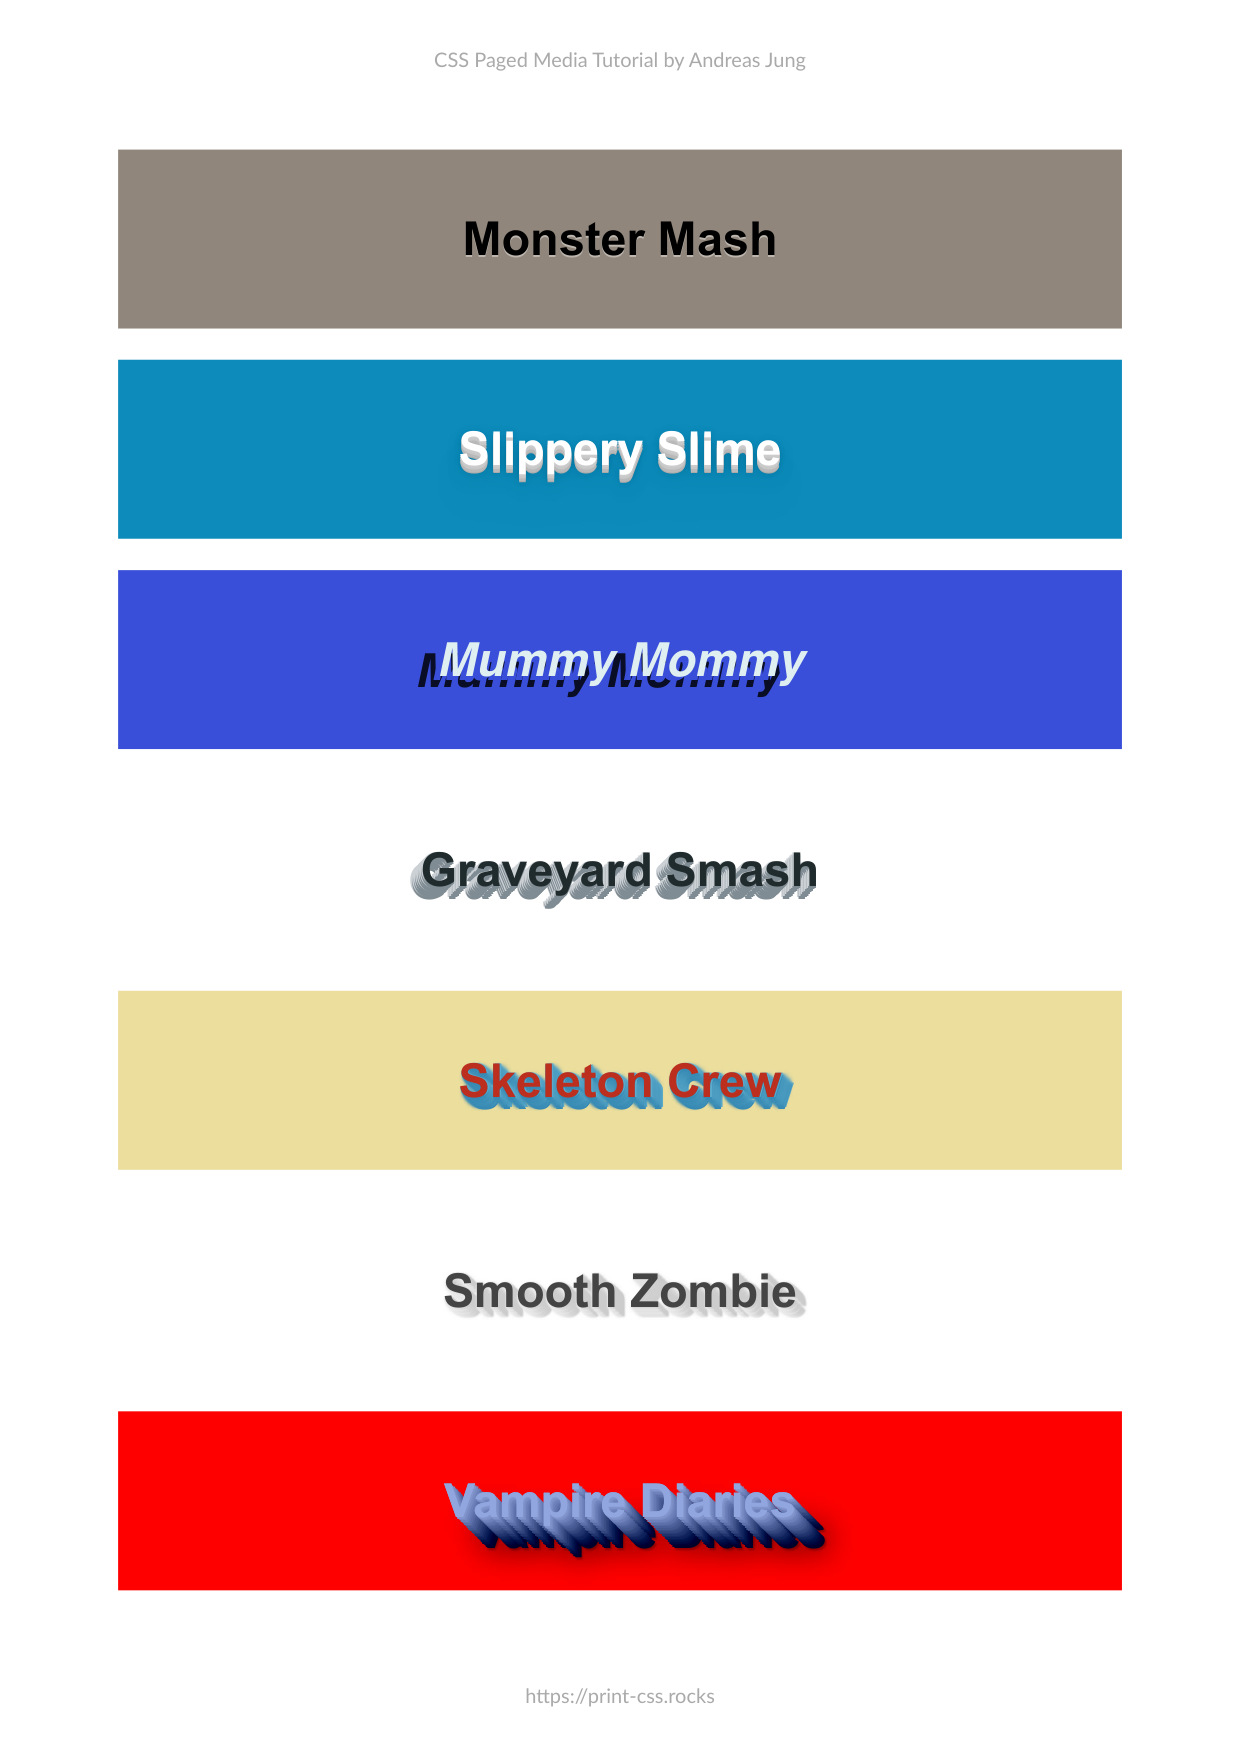 CSS Paged Media Tutorial by Andreas Jung
Monster Mash
Slippery Slime
Mummy Mommy
Graveyard Smash
Skeleton Crew
Smooth Zombie
Vampire Diaries
https://print-css.rocks